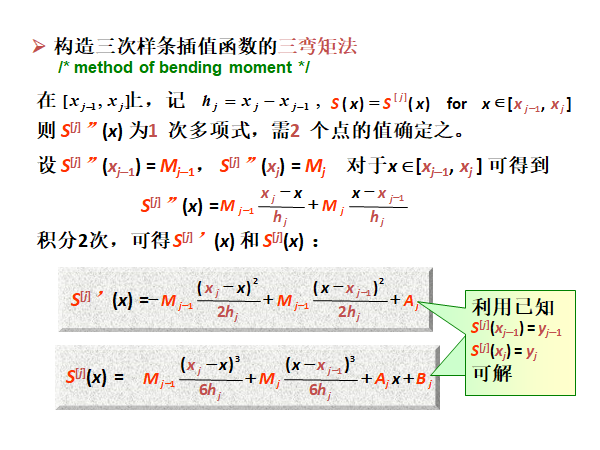 ➢ 构造三次样条插值函数的三弯矩法
/* method of bending moment */
在 [x_{j–1}, x_j]上，记 h_j = x_j − x_{j−1}, S(x) = S^{[j]}(x) for x∈[x_{j–1}, x_j]
则 S^{[j]}”(x) 为1 次多项式，需2 个点的值确定之。
设 S^{[j]}”(x_{j–1}) = M_{j–1}， S^{[j]}”(x_j) = M_j 对于x∈[x_{j–1}, x_j] 可得到
S^{[j]}”(x) = M_{j−1} \frac{x_j − x}{h_j} + M_j \frac{x − x_{j−1}}{h_j}
积分2次，可得S^{[j]}’(x) 和 S^{[j]}(x)：
S^{[j]}’(x) = −M_{j−1} \frac{(x_j − x)^2}{2h_j} + M_{j−1} \frac{(x − x_{j−1})^2}{2h_j} + A_j
S^{[j]}(x) = M_{j−1} \frac{(x_j − x)^3}{6h_j} + M_j \frac{(x − x_{j−1})^3}{6h_j} + A_j x + B_j
利用已知
S^{[j]}(x_{j–1}) = y_{j–1}
S^{[j]}(x_j) = y_j
可解